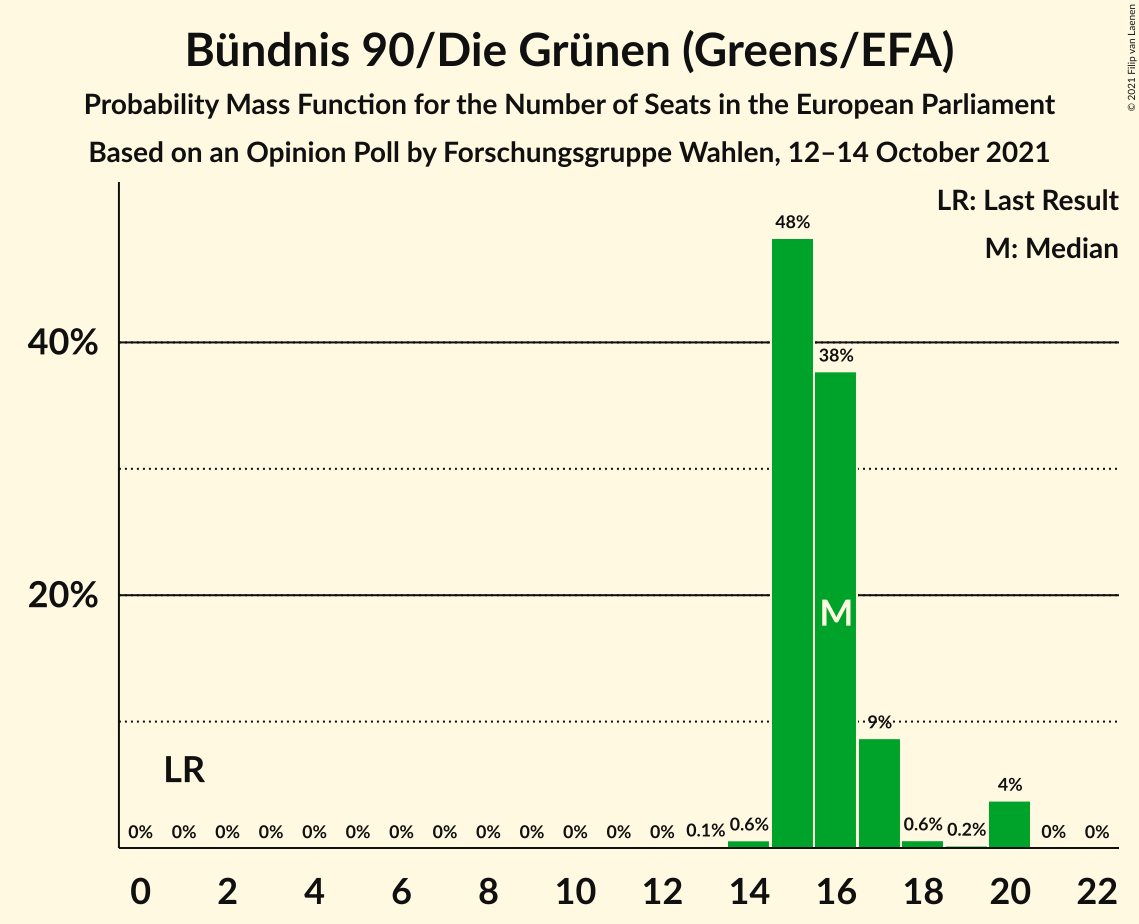 Bündnis 90/Die Grünen (Greens/EFA)
Probability Mass Function for the Number of Seats in the European Parliament
Based on an Opinion Poll by Forschungsgruppe Wahlen, 12–14 October 2021
© 2021 Filip van Laenen
LR: Last Result
M: Median
48%
40%
38%
20%
M
9%
LR
4%
0% 0% 0% 0% 0% 0% 0% 0% 0% 0% 0% 0% 0% 0.1% 0.6% 0.6% 0.2% 0% 0%
0 2 4 6 8 10 12 14 16 18 20 22